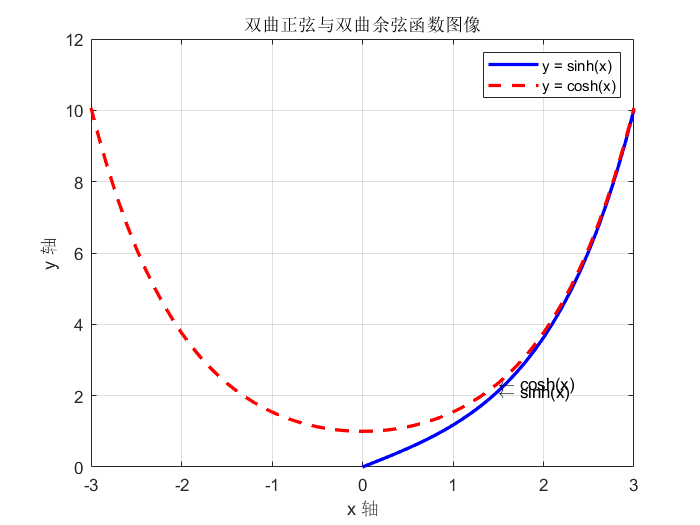 双曲正弦与双曲余弦函数图像
y = sinh(x)
y = cosh(x)
12
10
8
6
4
2
0
y 轴
← cosh(x)
← sinh(x)
-3 -2 -1 0 1 2 3
x 轴